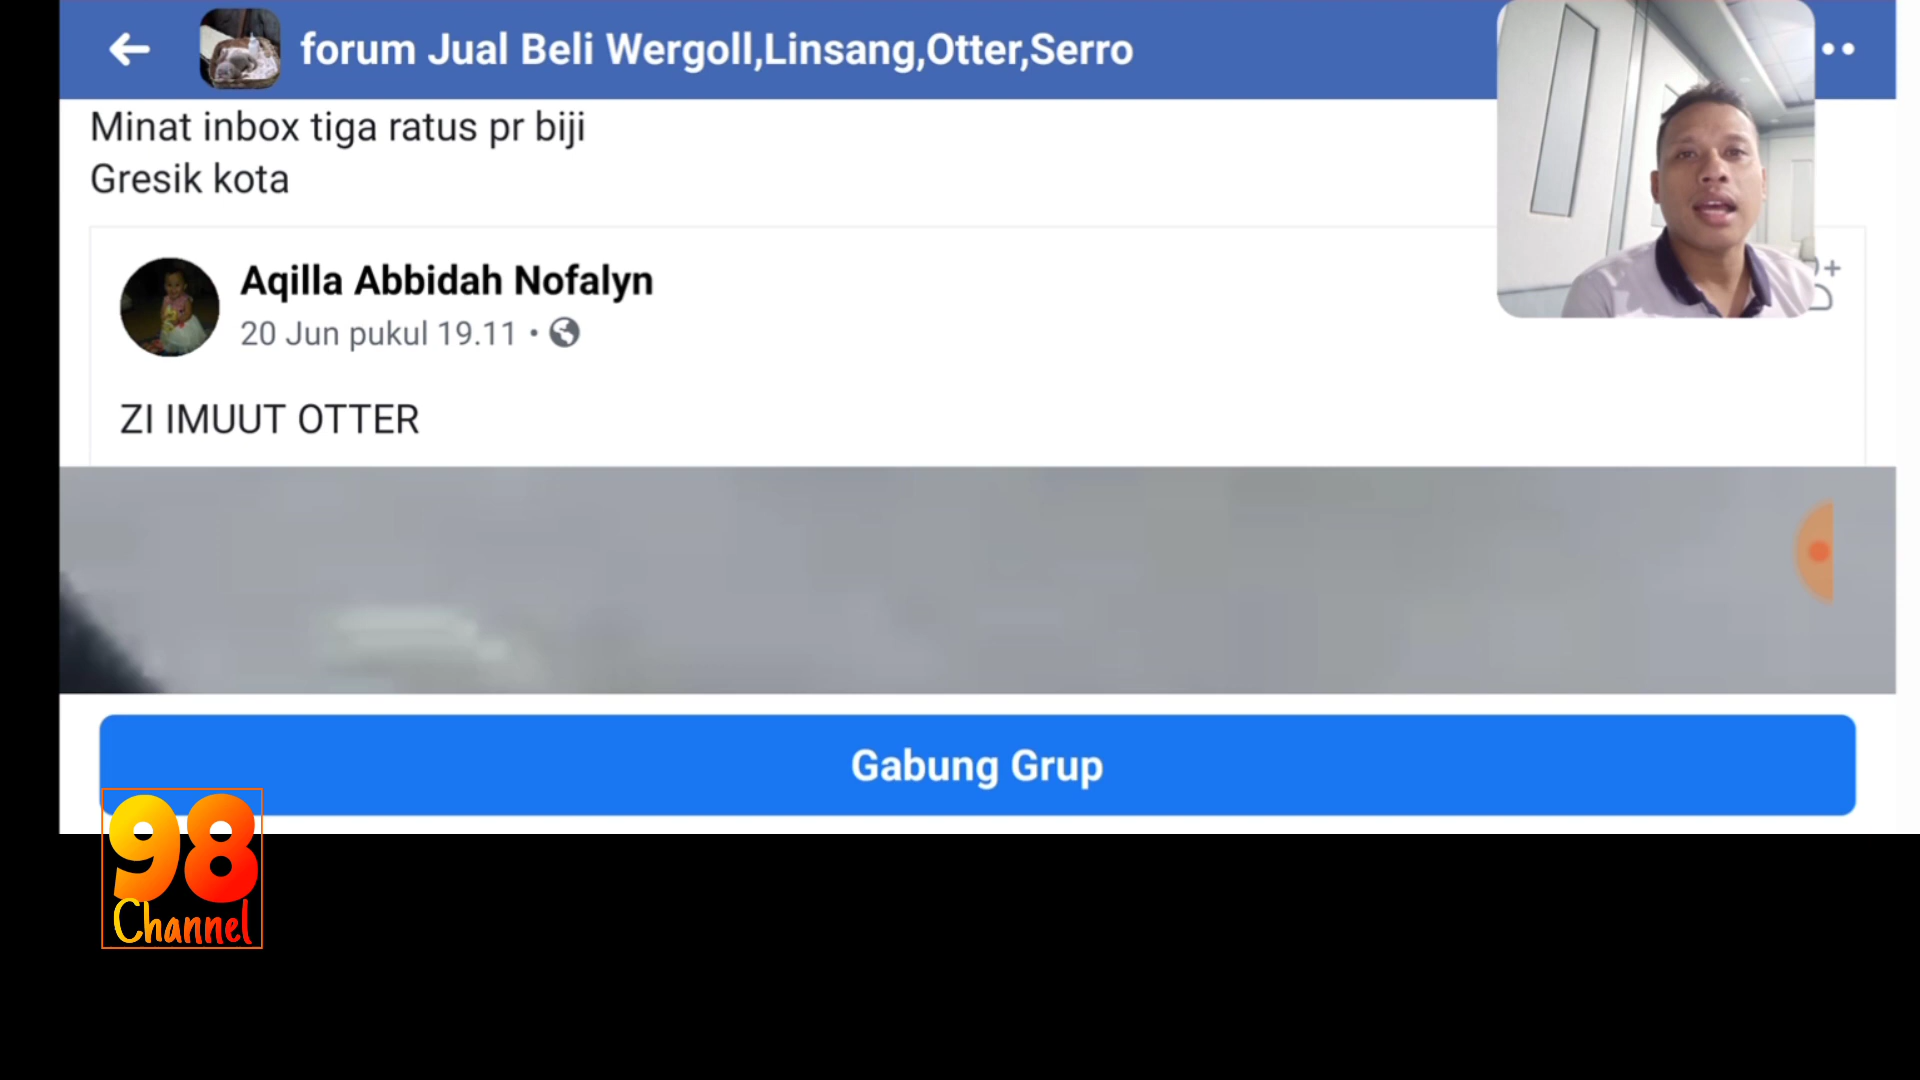 forum Jual Beli Wergoll,Linsang,Otter,Serro
Minat inbox tiga ratus pr biji
Gresik kota
Aqilla Abbidah Nofalyn
20 Jun pukul 19.11 •
ZI IMUUT OTTER
Gabung Grup
98
Channel